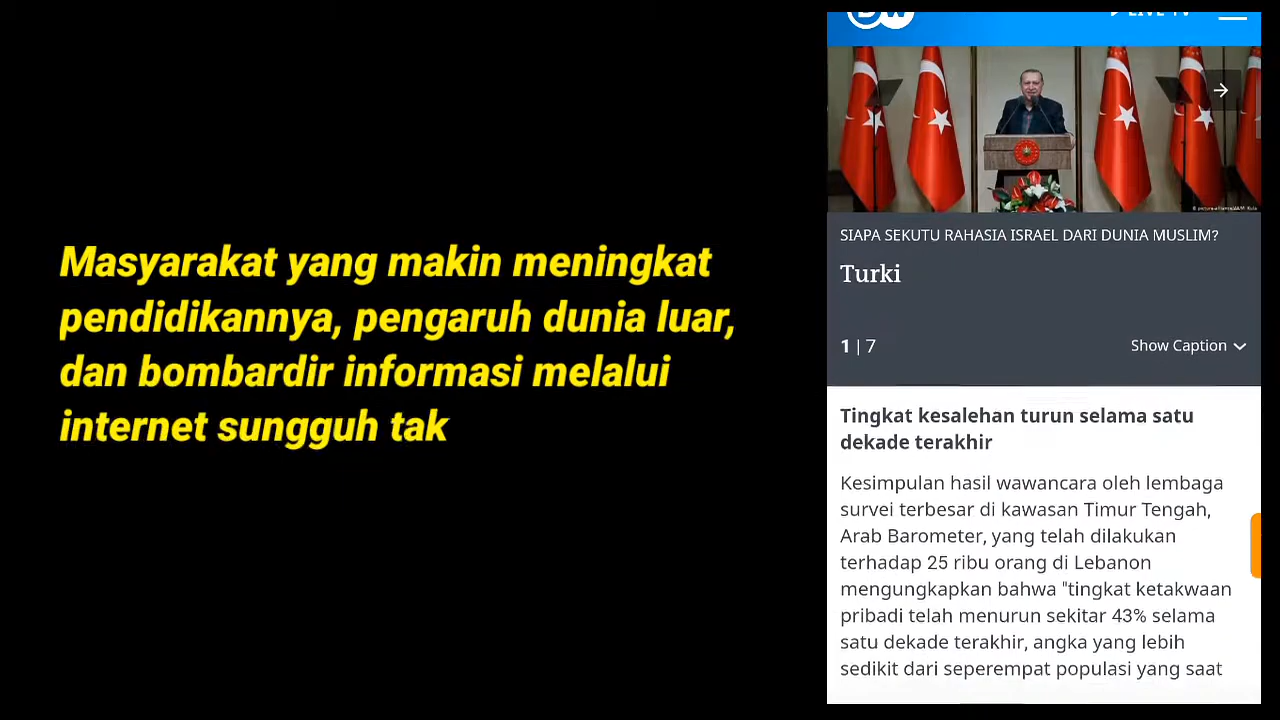 Masyarakat yang makin meningkat
pendidikannya, pengaruh dunia luar,
dan bombardir informasi melalui
internet sungguh tak
DW
LIVE TV
SIAPA SEKUTU RAHASIA ISRAEL DARI DUNIA MUSLIM?
Turki
1 | 7
Show Caption
Tingkat kesalehan turun selama satu
dekade terakhir
Kesimpulan hasil wawancara oleh lembaga
survei terbesar di kawasan Timur Tengah,
Arab Barometer, yang telah dilakukan
terhadap 25 ribu orang di Lebanon
mengungkapkan bahwa "tingkat ketakwaan
pribadi telah menurun sekitar 43% selama
satu dekade terakhir, angka yang lebih
sedikit dari seperempat populasi yang saat